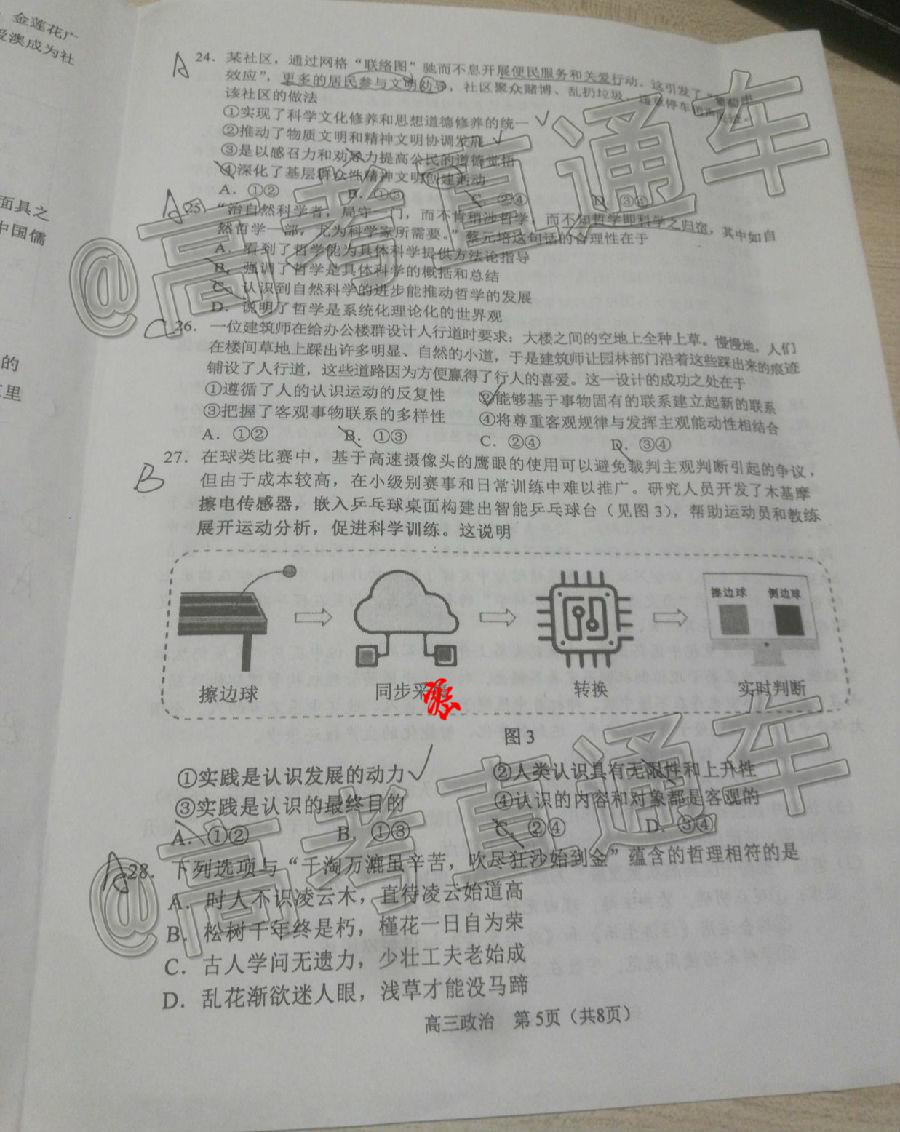 金莲花广
爱澳成为社
面具之
中国儒
的
里
A
24．某社区，通过网格“联络图”驰而不息开展便民服务和关爱行动．这引发了“葡萄串
效应”，更多的居民参与文明劝导，社区聚众赌博、乱扔垃圾、
该社区的做法
①实现了科学文化修养和思想道德修养的统一
②推动了物质文明和精神文明协调发展
③是以感召力和劝导力提高公民的道德觉悟
④深化了基层群众性精神文明创建活动
A．①② B．①③ C．②④ D．③④
A
25．“治自然科学者，局守一门，而不肯稍涉哲学，而不知哲学即科学之归宿，其中如自
然哲学一部，尤为科学家所需要。”蔡元培这句话的合理性在于
A．看到了哲学能为具体科学提供方法论指导
B．强调了哲学是具体科学的概括和总结
C．认识到自然科学的进步能推动哲学的发展
D．说明了哲学是系统化理论化的世界观
C
26．一位建筑师在给办公楼群设计人行道时要求：大楼之间的空地上全种上草。慢慢地，人们
在楼间草地上踩出许多明显、自然的小道，于是建筑师让园林部门沿着这些踩出来的痕迹
铺设了人行道，这些道路因为方便赢得了行人的喜爱。这一设计的成功之处在于
①遵循了人的认识运动的反复性 ②能够基于事物固有的联系建立起新的联系
③把握了客观事物联系的多样性 ④将尊重客观规律与发挥主观能动性相结合
A．①② B．①③ C．②④ D．③④
B
27．在球类比赛中，基于高速摄像头的鹰眼的使用可以避免裁判主观判断引起的争议，
但由于成本较高，在小级别赛事和日常训练中难以推广。研究人员开发了木基摩
擦电传感器，嵌入乒乓球桌面构建出智能乒乓球台（见图3），帮助运动员和教练
展开运动分析，促进科学训练。这说明
擦边球 侧边球
擦边球 同步采 转换 实时判断
图3
①实践是认识发展的动力 ②人类认识具有无限性和上升性
③实践是认识的最终目的 ④认识的内容和对象都是客观的
A．①② B．①③ C．②④ D．③④
A
28．下列选项与“千淘万漉虽辛苦，吹尽狂沙始到金”蕴含的哲理相符的是
A．时人不识凌云木，直待凌云始道高
B．松树千年终是朽，槿花一日自为荣
C．古人学问无遗力，少壮工夫老始成
D．乱花渐欲迷人眼，浅草才能没马蹄
高三政治 第5页（共8页）
@高考直通车
@高考直通车